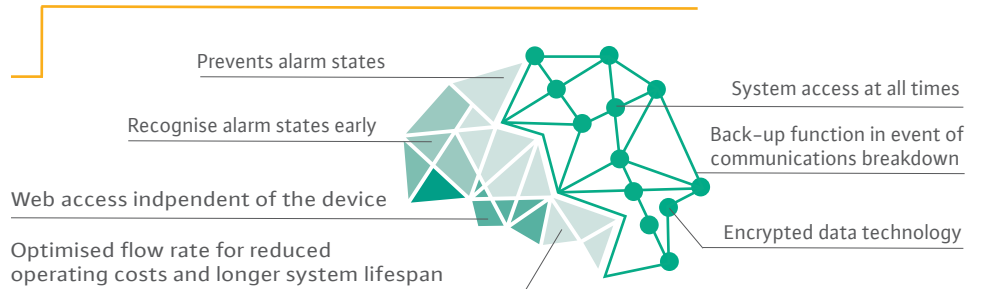 Prevents alarm states
System access at all times
Recognise alarm states early
Back-up function in event of
communications breakdown
Web access indpendent of the device
Encrypted data technology
Optimised flow rate for reduced
operating costs and longer system lifespan